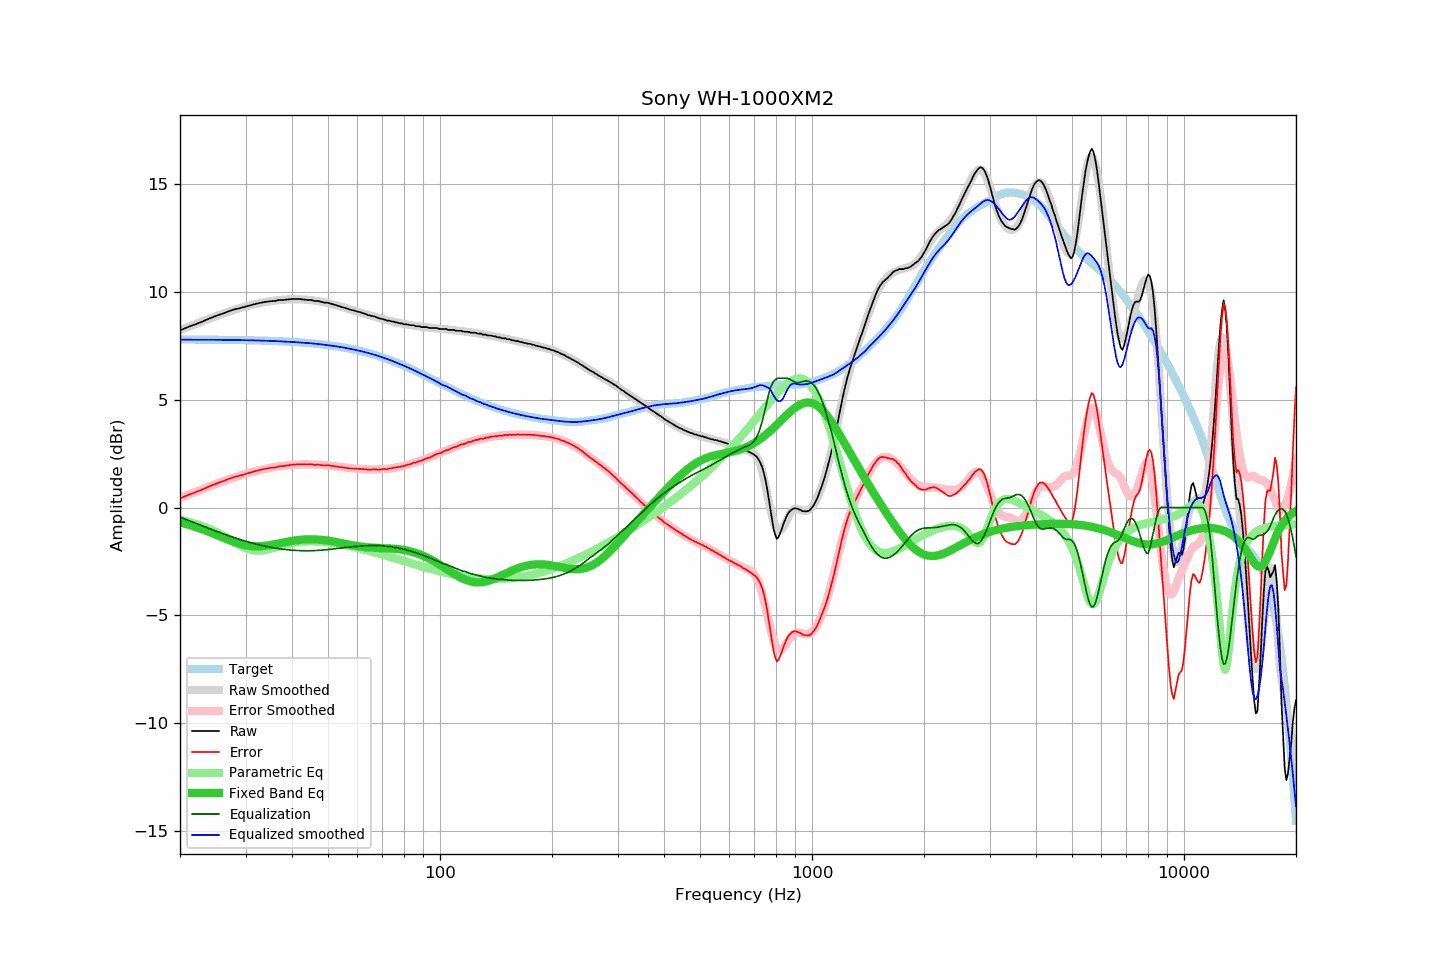 Sony WH-1000XM2
Amplitude (dBr)
15
10
5
0
−5
−10
−15
Target
Raw Smoothed
Error Smoothed
Raw
Error
Parametric Eq
Fixed Band Eq
Equalization
Equalized smoothed
100
1000
10000
Frequency (Hz)